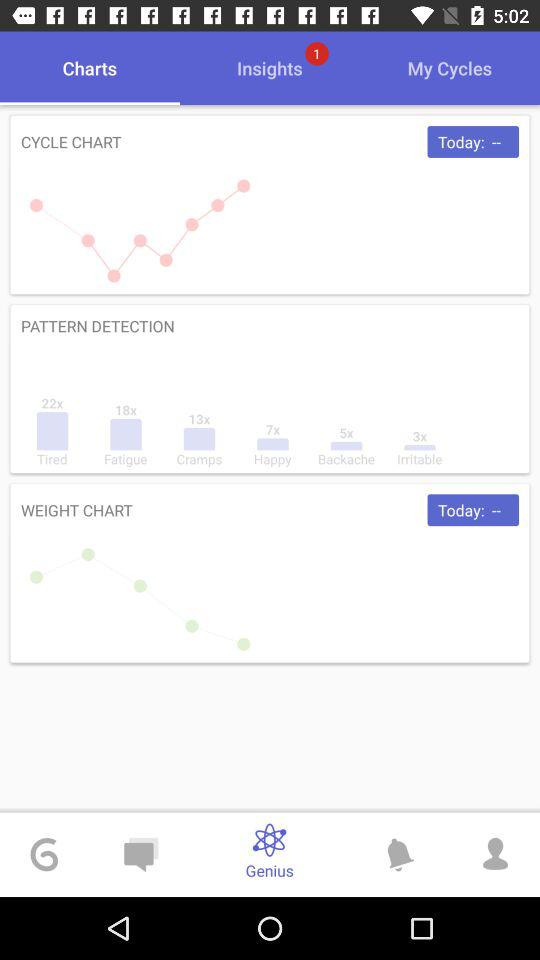 5:02
Charts
Insights
1
My Cycles
CYCLE CHART
Today: --
PATTERN DETECTION
22x
18x
13x
7x
5x
3x
Tired
Fatigue
Cramps
Happy
Backache
Irritable
WEIGHT CHART
Today: --
Genius